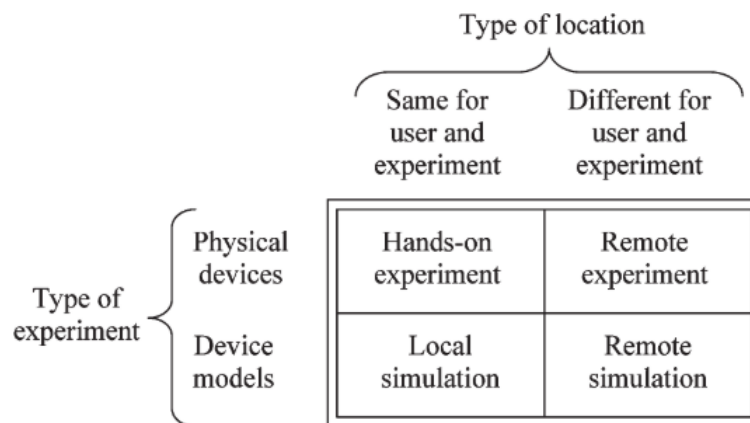 Type of location
Same for
user and
experiment
Different for
user and
experiment
Type of
experiment
Physical
devices
Hands-on
experiment
Remote
experiment
Device
models
Local
simulation
Remote
simulation